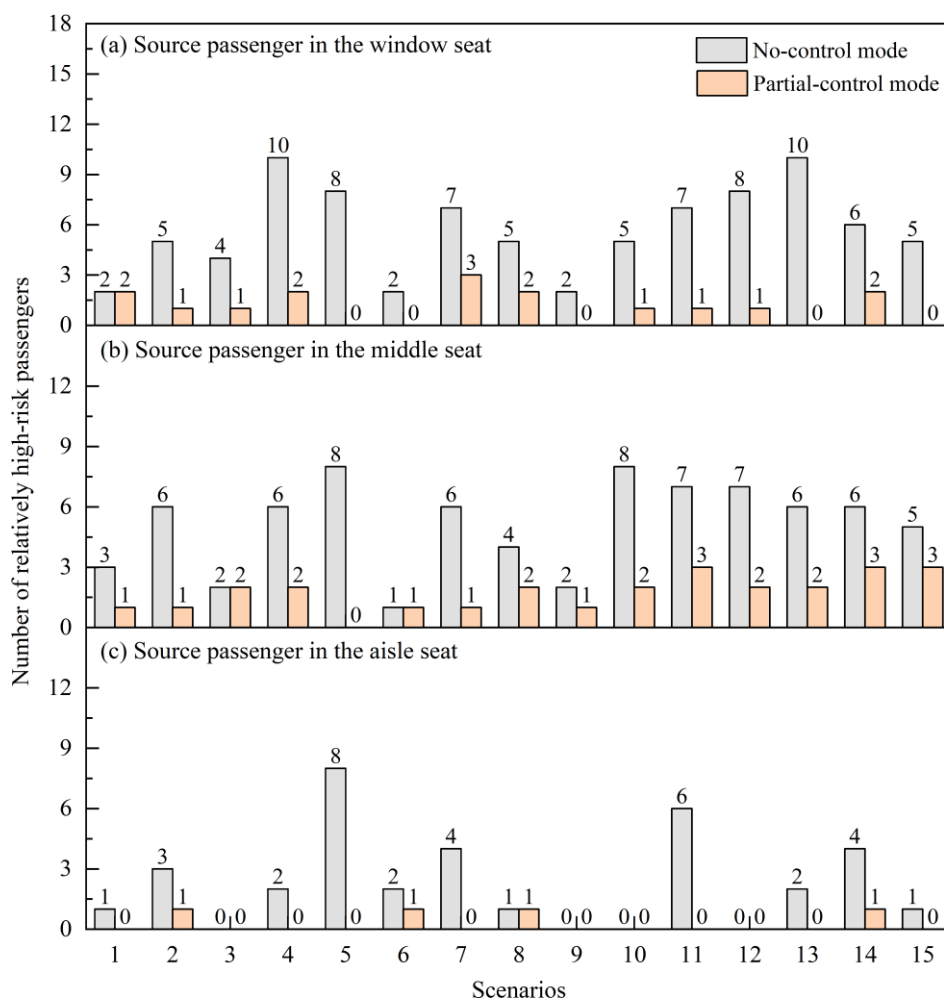 18
(a) Source passenger in the window seat
No-control mode
Partial-control mode
15
12
9
6
3
0
2 2 5 1 4 1 10 2 8 0 2 0 7 3 5 2 2 0 5 1 7 1 8 1 10 0 6 2 5 0
(b) Source passenger in the middle seat
12
9
6
3
0
3 1 6 1 2 2 6 2 8 0 1 1 6 1 4 2 2 1 8 2 7 3 7 2 6 2 6 3 5 3
(c) Source passenger in the aisle seat
12
9
6
3
0
1 0 3 1 0 0 2 0 8 0 2 1 4 0 1 1 0 0 0 0 6 0 0 0 2 0 4 1 1 0
1 2 3 4 5 6 7 8 9 10 11 12 13 14 15
Scenarios
Number of relatively high-risk passengers